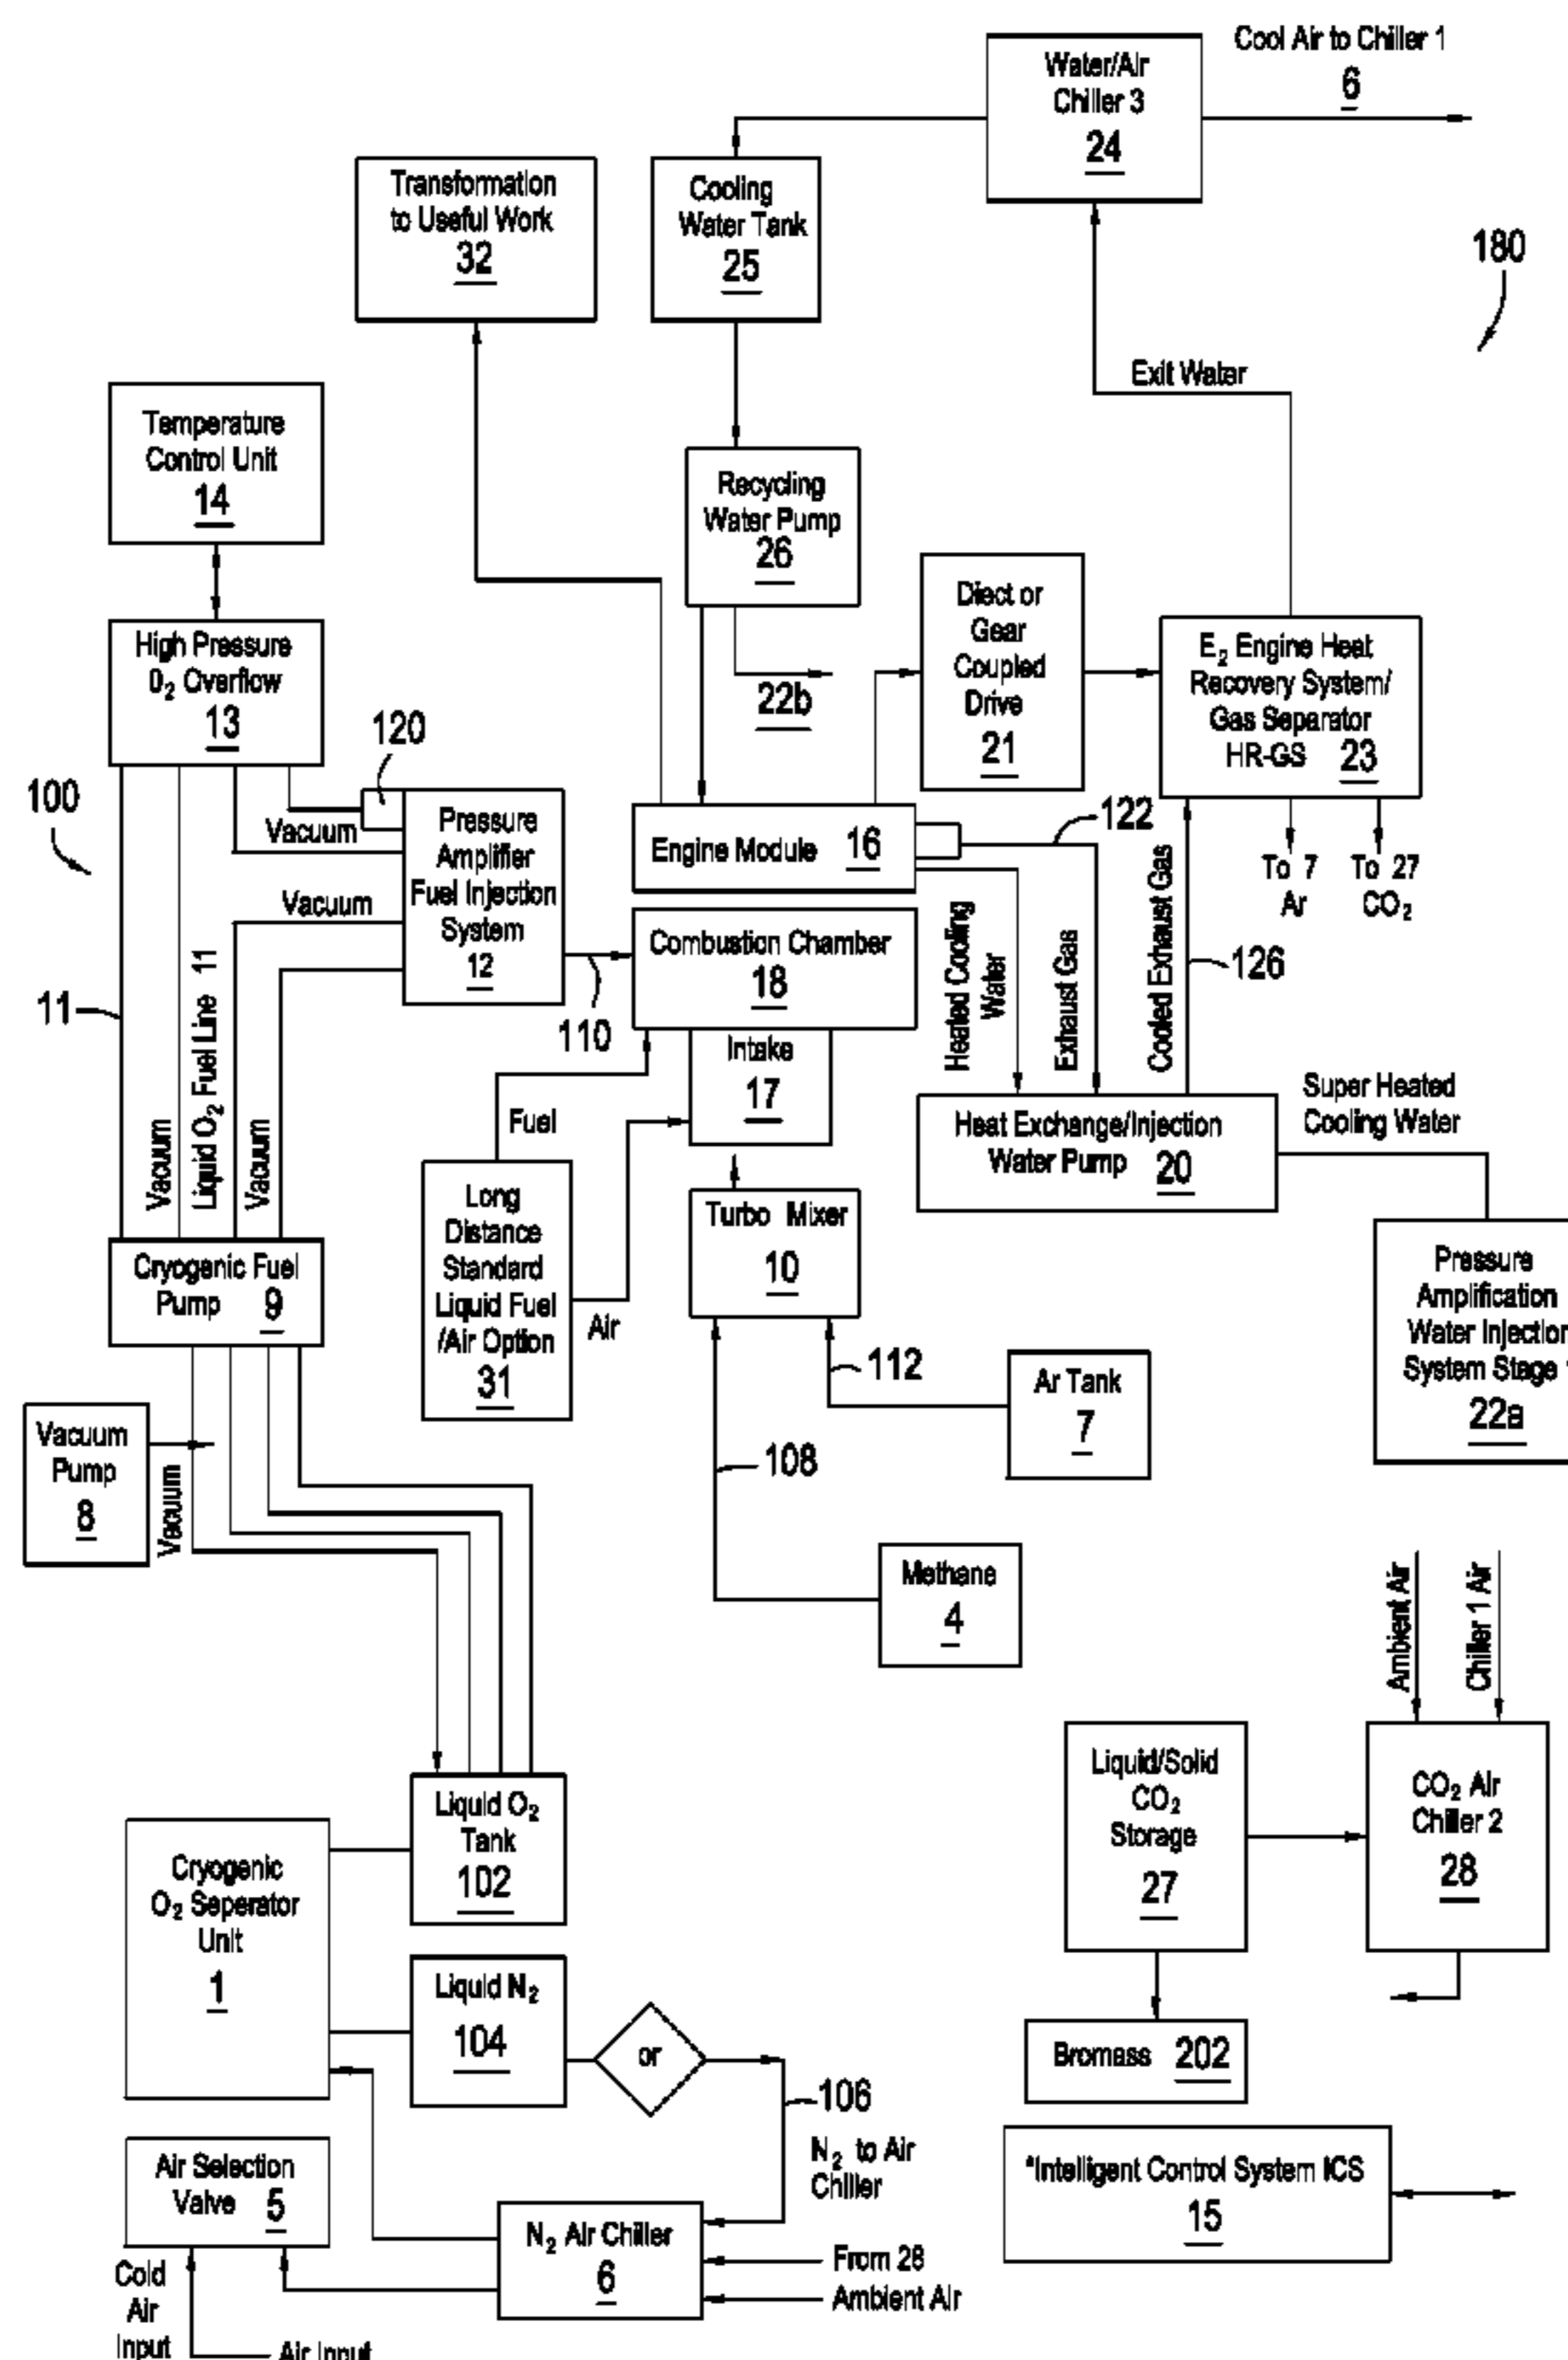 Cool Air to Chiller 1
6
Water/Air
Chiller 3
24
Transformation
to Useful Work
32
Cooling
Water Tank
25
180
Exit Water
Temperature
Control Unit
14
Recycling
Water Pump
26
22b
Diect or
Gear
Coupled
Drive
21
E2 Engine Heat
Recovery System/
Gas Separator
HR-GS 23
High Pressure
02 Overflow
13
120
100
Vacuum
Pressure
Amplifier
Fuel Injection
System
12
Vacuum
Engine Module 16
122
To 7
Ar
To 27
CO2
Combustion Chamber
18
Heated Cooling
Water
Exhaust Gas
Cooled Exhaust Gas
126
11
110
Vacuum
Liquid O2 Fuel Line 11
Vacuum
Intake
17
Fuel
Heat Exchange/Injection
Water Pump 20
Super Heated
Cooling Water
Long
Distance
Standard
Liquid Fuel
/Air Option
31
Air
Turbo Mixer
10
Cryogenic Fuel
Pump 9
Pressure
Amplification
Water Injection
System Stage
22a
112
Ar Tank
7
Vacuum
Pump
8
Vacuum
108
Methane
4
Ambient Air
Chiller 1 Air
Liquid/Solid
CO2
Storage
27
CO2 Air
Chiller 2
28
Liquid O2
Tank
102
Cryogenic
O2 Seperator
Unit
1
Liquid N2
104
or
106
N2 to Air
Chiller
Bromass 202
*Intelligent Control System ICS
15
Air Selection
Valve 5
N2 Air Chiller
6
From 28
Ambient Air
Cold
Air
Input
Air Input